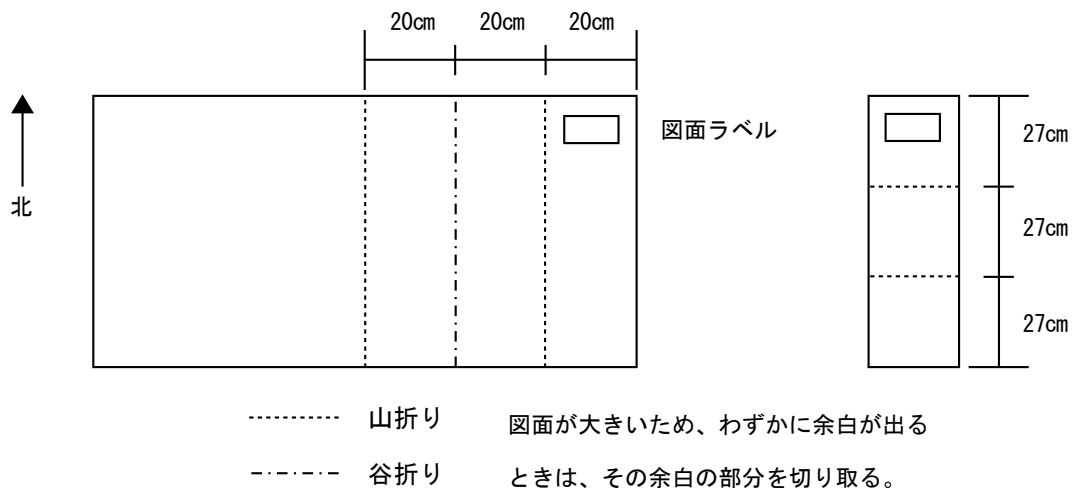 20㎝ 20㎝ 20㎝
図面ラベル
北
27㎝
27㎝
27㎝
山折り
図面が大きいため、わずかに余白が出る
谷折り
ときは、その余白の部分を切り取る。